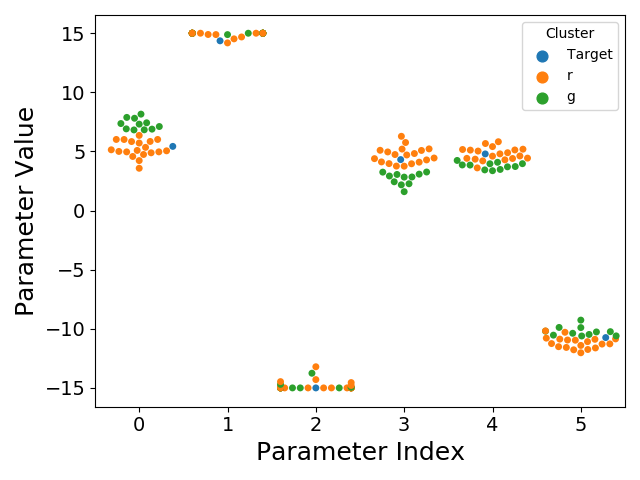 15
10
5
0
−5
−10
−15
Parameter Value
0 1 2 3 4 5
Parameter Index
Cluster
Target
r
g